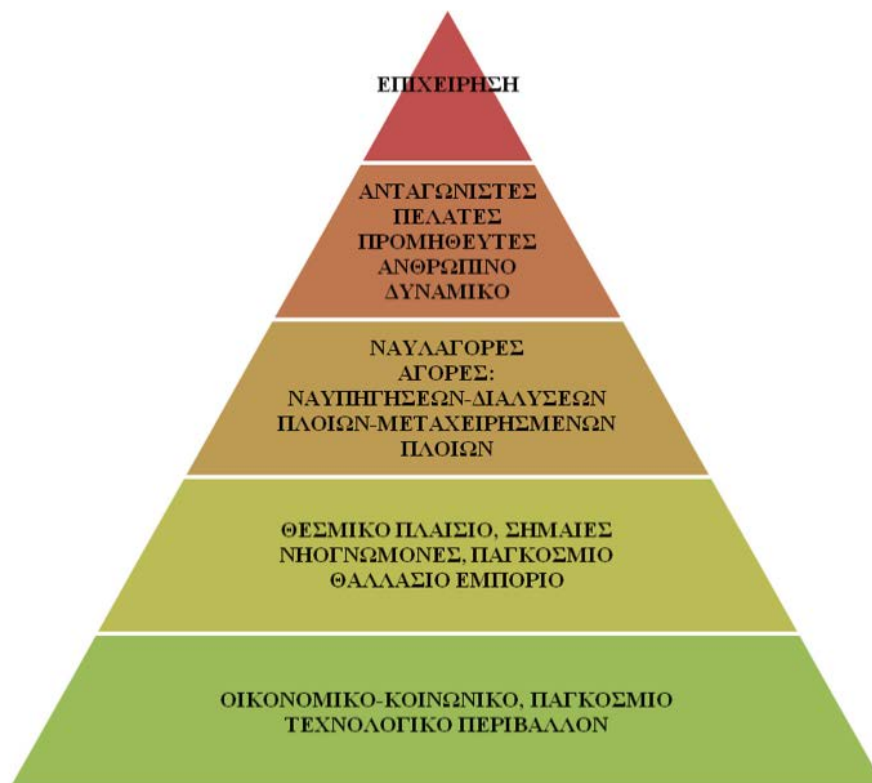 ΕΠΙΧΕΙΡΗΣΗ
ΑΝΤΑΓΩΝΙΣΤΕΣ
ΠΕΛΑΤΕΣ
ΠΡΟΜΗΘΕΥΤΕΣ
ΑΝΘΡΩΠΙΝΟ
ΔΥΝΑΜΙΚΟ
ΝΑΥΛΑΓΟΡΕΣ
ΑΓΟΡΕΣ:
ΝΑΥΠΗΓΗΣΕΩΝ-ΔΙΑΛΥΣΕΩΝ
ΠΛΟΙΩΝ-ΜΕΤΑΧΕΙΡΗΣΜΕΝΩΝ
ΠΛΟΙΩΝ
ΘΕΣΜΙΚΟ ΠΛΑΙΣΙΟ, ΣΗΜΑΙΕΣ
ΝΗΟΓΝΩΜΟΝΕΣ, ΠΑΓΚΟΣΜΙΟ
ΘΑΛΛΑΣΙΟ ΕΜΠΟΡΙΟ
ΟΙΚΟΝΟΜΙΚΟ-ΚΟΙΝΩΝΙΚΟ, ΠΑΓΚΟΣΜΙΟ
ΤΕΧΝΟΛΟΓΙΚΟ ΠΕΡΙΒΑΛΛΟΝ